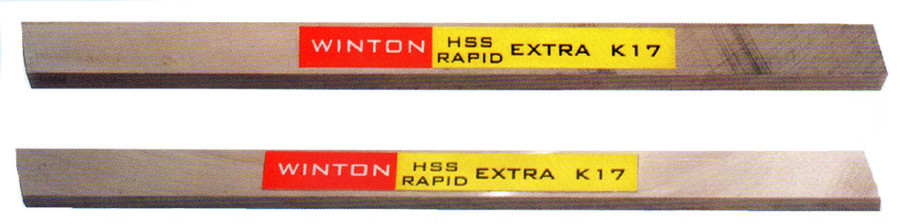 WINTON HSS RAPID EXTRA K17
WINTON HSS RAPID EXTRA K17